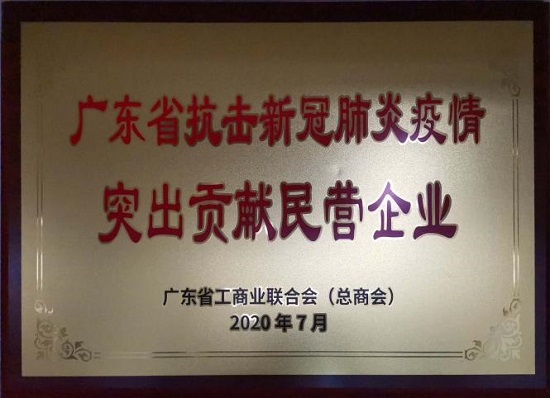 广东省抗击新冠肺炎疫情
突出贡献民营企业
广东省工商业联合会（总商会）
2020年7月